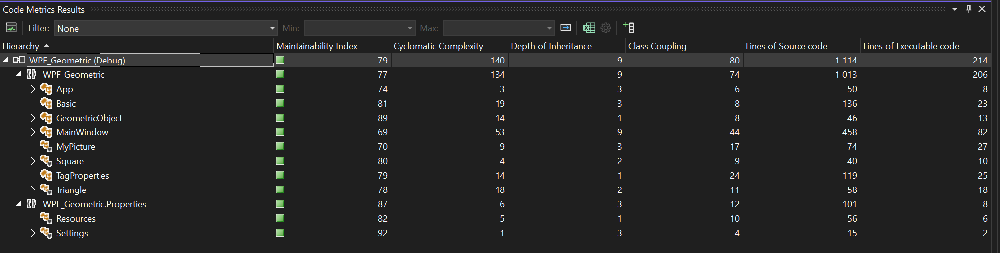 Code Metrics Results
Filter: None Min: Max:
Hierarchy Maintainability Index Cyclomatic Complexity Depth of Inheritance Class Coupling Lines of Source code Lines of Executable code
WPF_Geometric (Debug) 79 140 9 80 1 114 214
WPF_Geometric 77 134 9 74 1 013 206
App 74 3 3 6 50 8
Basic 81 19 3 8 136 23
GeometricObject 89 14 1 8 46 13
MainWindow 69 53 9 44 458 82
MyPicture 70 9 3 17 74 27
Square 80 4 2 9 40 10
TagProperties 79 14 1 24 119 25
Triangle 78 18 2 11 58 18
WPF_Geometric.Properties 87 6 3 12 101 8
Resources 82 5 1 10 56 6
Settings 92 1 3 4 15 2